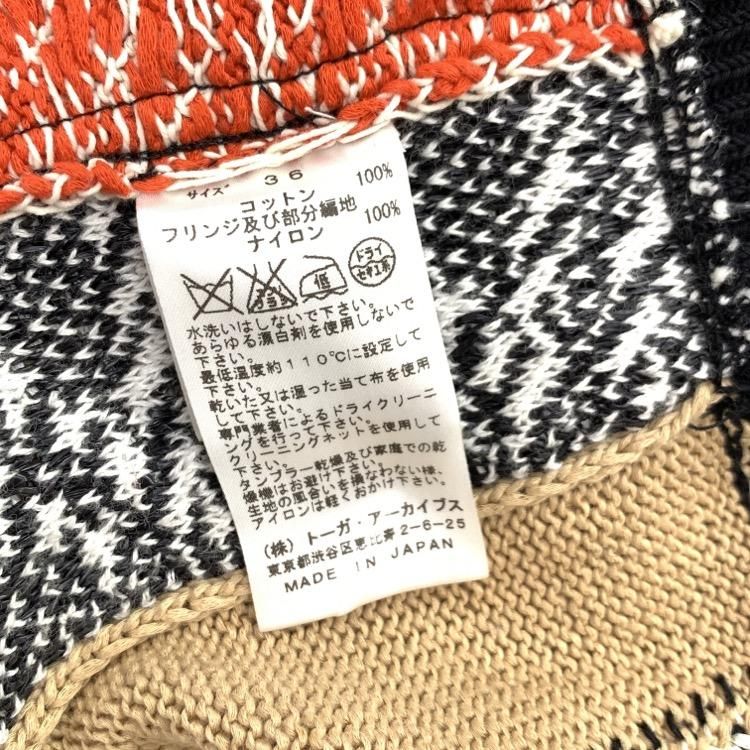 サイズ 36
コットン 100%
フリンジ及び部分編地
ナイロン 100%
エンソサラシ 低 ドライ セキユ系
水洗いはしないで下さい。
あらゆる漂白剤を使用しないで
下さい。
最低温度約110℃に設定して
乾いた又は湿った当て布を使用
して下さい。
専門業者によるドライクリーニ
ングを行って下さい。
クリーニングネットを使用して
下さい。
タンブラー乾燥及び家庭での乾
燥機はお避け下さい。
生地の風合いを損なわない様、
アイロンは軽くおかけ下さい。
(株)トーガ・アーカイブス
東京都渋谷区恵比寿2-6-25
MADE IN JAPAN